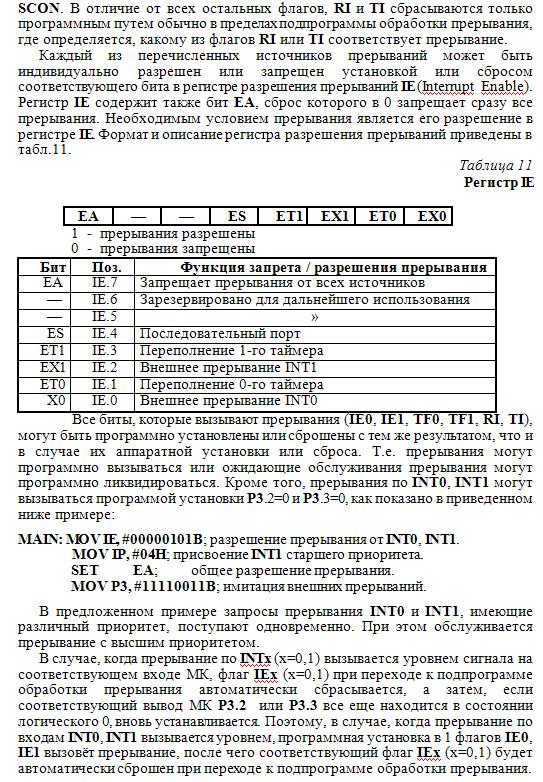 SCON. В отличие от всех остальных флагов, RI и TI сбрасываются только
программным путем обычно в пределах подпрограммы обработки прерывания,
где определяется, какому из флагов RI или TI соответствует прерывание.
Каждый из перечисленных источников прерываний может быть
индивидуально разрешен или запрещен установкой или сбросом
соответствующего бита в регистре разрешения прерываний IE (Interrupt Enable).
Регистр IE содержит также бит EA, сброс которого в 0 запрещает сразу все
прерывания. Необходимым условием прерывания является его разрешение в
регистре IE. Формат и описание регистра разрешения прерываний приведены в
табл.11.
Таблица 11
Регистр IE
EA — — ES ET1 EX1 ET0 EX0
1 - прерывания разрешены
0 - прерывания запрещены
Бит Поз. Функция запрета / разрешения прерывания
EA IE.7 Запрещает прерывания от всех источников
— IE.6 Зарезервировано для дальнейшего использования
— IE.5 »
ES IE.4 Последовательный порт
ET1 IE.3 Переполнение 1-го таймера
EX1 IE.2 Внешнее прерывание INT1
ET0 IE.1 Переполнение 0-го таймера
X0 IE.0 Внешнее прерывание INT0
Все биты, которые вызывают прерывания (IE0, IE1, TF0, TF1, RI, TI),
могут быть программно установлены или сброшены с тем же результатом, что и
в случае их аппаратной установки или сброса. Т.е. прерывания могут
программно вызываться или ожидающие обслуживания прерывания могут
программно ликвидироваться. Кроме того, прерывания по INT0, INT1 могут
вызываться программой установки P3.2=0 и P3.3=0, как показано в приведенном
ниже примере:
MAIN: MOV IE, #00000101B; разрешение прерывания от INT0, INT1.
MOV IP, #04H; присвоение INT1 старшего приоритета.
SET EA; общее разрешение прерывания.
MOV P3, #11110011B; имитация внешних прерываний.
В предложенном примере запросы прерывания INT0 и INT1, имеющие
различный приоритет, поступают одновременно. При этом обслуживается
прерывание с высшим приоритетом.
В случае, когда прерывание по INTx (x=0,1) вызывается уровнем сигнала на
соответствующем входе МК, флаг IEx (x=0,1) при переходе к подпрограмме
обработки прерывания автоматически сбрасывается, а затем, если
соответствующий вывод МК P3.2 или P3.3 все еще находится в состоянии
логического 0, вновь устанавливается. Поэтому, в случае, когда прерывание по
входам INT0, INT1 вызывается уровнем, программная установка в 1 флагов IE0,
IE1 вызовёт прерывание, после чего соответствующий флаг IEx (x=0,1) будет
автоматически сброшен при переходе к подпрограмме обработки прерывания.